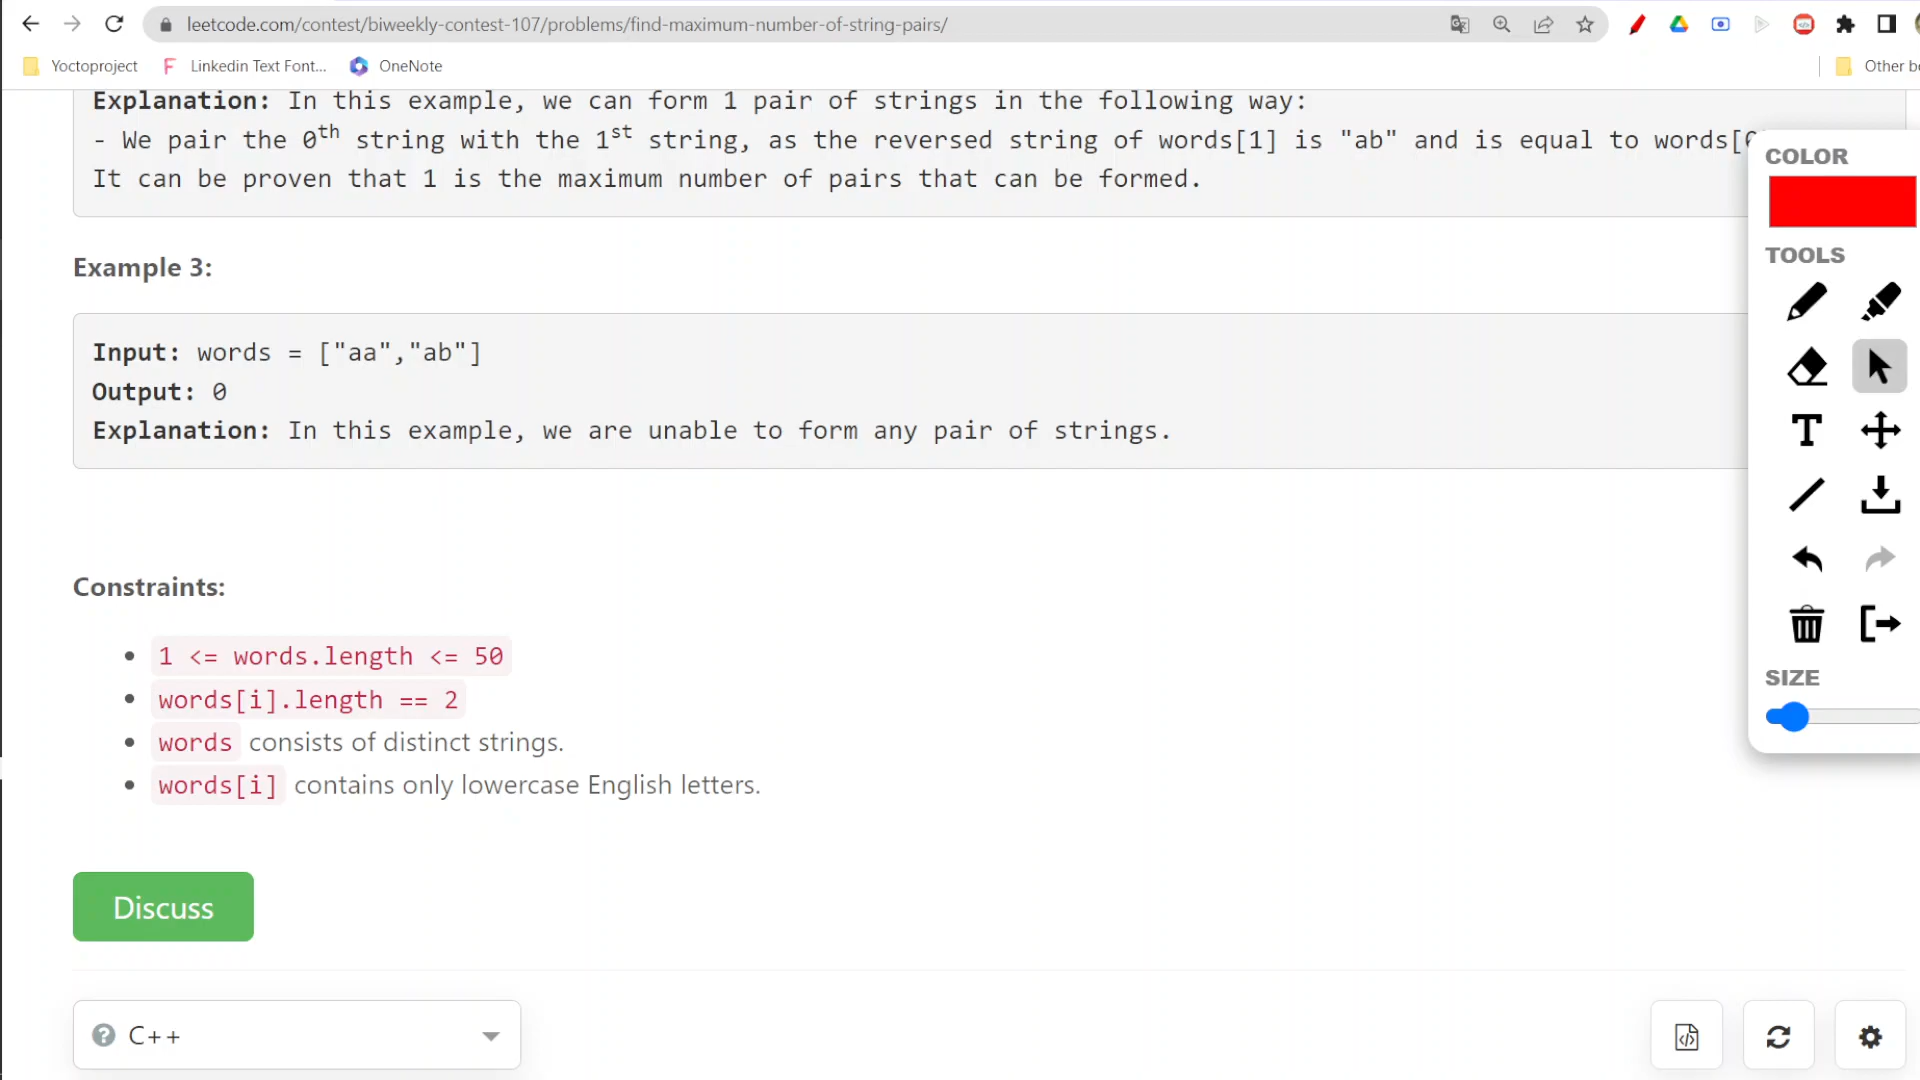 leetcode.com/contest/biweekly-contest-107/problems/find-maximum-number-of-string-pairs/
Yoctoproject
Linkedin Text Font...
OneNote
Other
Explanation: In this example, we can form 1 pair of strings in the following way:
- We pair the 0th string with the 1st string, as the reversed string of words[1] is "ab" and is equal to words[
It can be proven that 1 is the maximum number of pairs that can be formed.
Example 3:
Input: words = ["aa","ab"]
Output: 0
Explanation: In this example, we are unable to form any pair of strings.
Constraints:
1 <= words.length <= 50
words[i].length == 2
words consists of distinct strings.
words[i] contains only lowercase English letters.
Discuss
C++
COLOR
TOOLS
T
SIZE